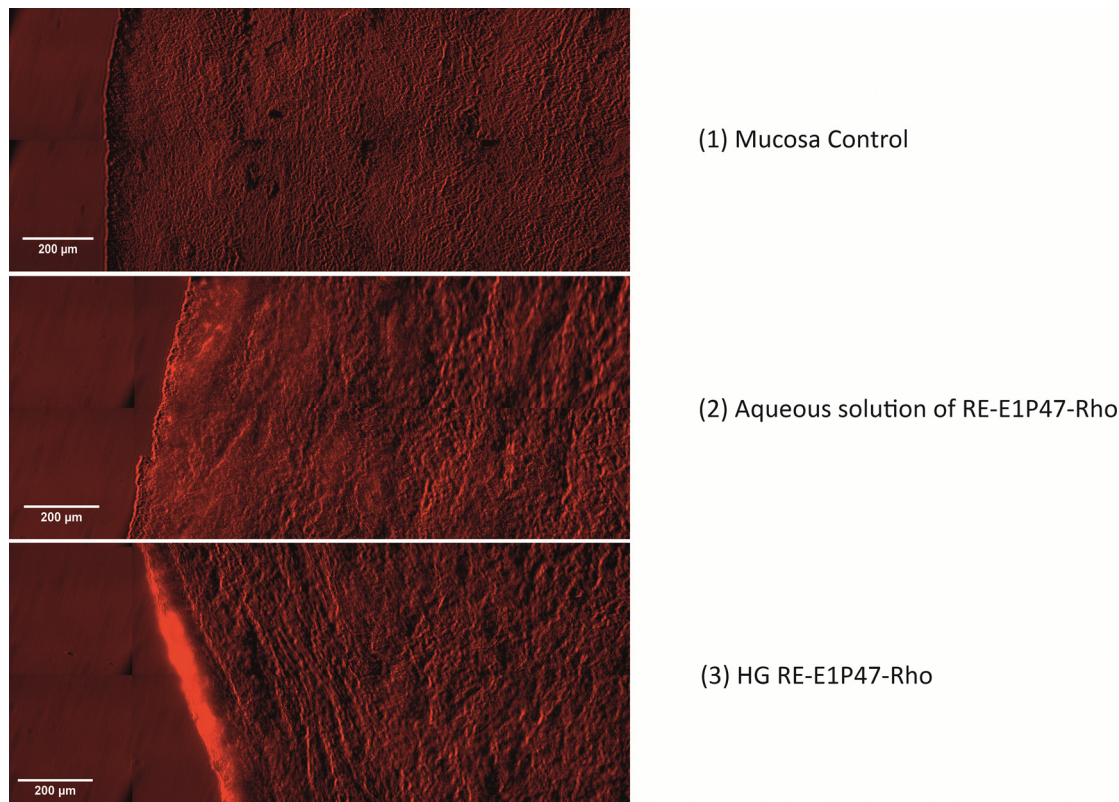 (1) Mucosa Control
200 µm
(2) Aqueous solution of RE-E1P47-Rho
200 µm
(3) HG RE-E1P47-Rho
200 µm